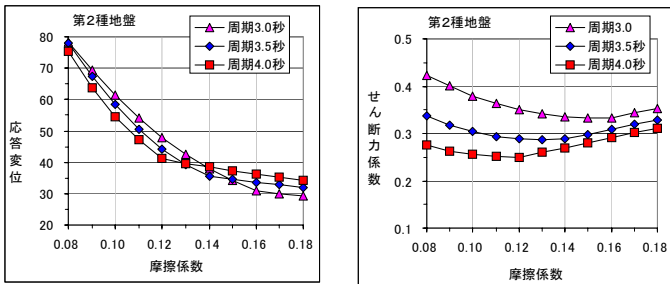 第2種地盤
周期3.0秒
周期3.5秒
周期4.0秒
80
70
60
50
40
30
20
応答変位
0.08
0.10
0.12
0.14
0.16
0.18
摩擦係数
第2種地盤
周期3.0
周期3.5秒
周期4.0秒
0.5
0.4
0.3
0.2
0.1
せん断力係数
0.08
0.10
0.12
0.14
0.16
0.18
摩擦係数